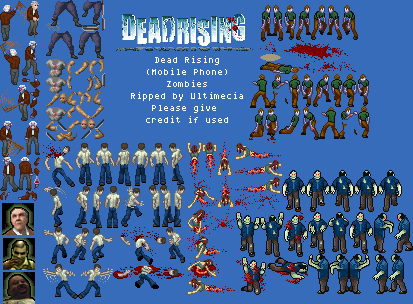 DEADRISING
Dead Rising
(Mobile Phone)
Zombies
Ripped by Ultimecia
Please give
credit if used